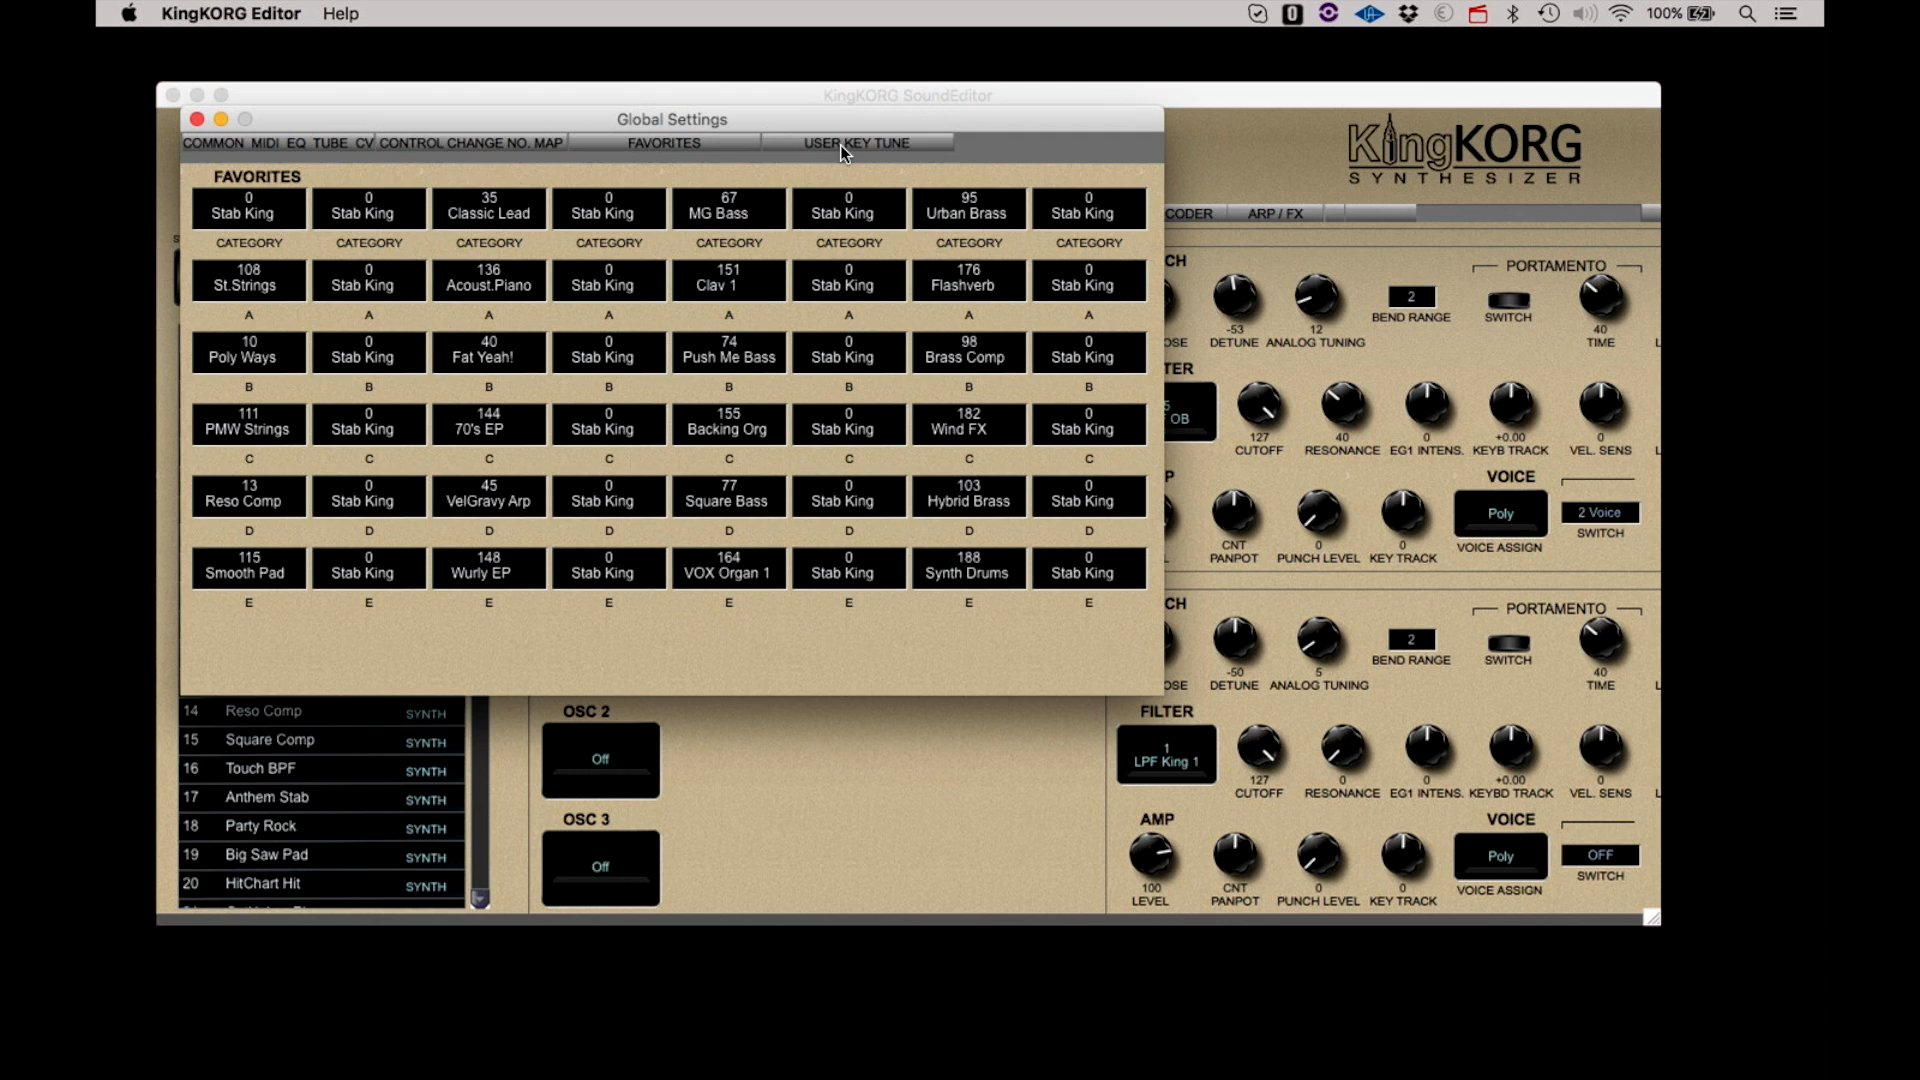 KingKORG Editor Help
100%
KingKORG SoundEditor
Global Settings
COMMON MIDI EQ TUBE CV CONTROL CHANGE NO. MAP FAVORITES USER KEY TUNE
KingKORG
SYNTHESIZER
CODER ARP / FX
FAVORITES
0 0 35 0 67 0 95 0
Stab King Stab King Classic Lead Stab King MG Bass Stab King Urban Brass Stab King
CATEGORY CATEGORY CATEGORY CATEGORY CATEGORY CATEGORY CATEGORY CATEGORY
108 0 136 0 151 0 176 0
St.Strings Stab King Acoust.Piano Stab King Clav 1 Stab King Flashverb Stab King
A A A A A A A A
10 0 40 0 74 0 98 0
Poly Ways Stab King Fat Yeah! Stab King Push Me Bass Stab King Brass Comp Stab King
B B B B B B B B
111 0 144 0 155 0 182 0
PMW Strings Stab King 70's EP Stab King Backing Org Stab King Wind FX Stab King
C C C C C C C C
13 0 45 0 77 0 103 0
Reso Comp Stab King VelGravy Arp Stab King Square Bass Stab King Hybrid Brass Stab King
D D D D D D D D
115 0 148 0 164 0 188 0
Smooth Pad Stab King Wurly EP Stab King VOX Organ 1 Stab King Synth Drums Stab King
E E E E E E E E
CH PORTAMENTO
2
BEND RANGE SWITCH
-53 12 40
OSE DETUNE ANALOG TUNING TIME
TER
5
OB
127 40 0 +0.00 0
CUTOFF RESONANCE EG1 INTENS. KEYB TRACK VEL. SENS
P VOICE
Poly 2 Voice
SWITCH
CNT 0 0 VOICE ASSIGN
L PANPOT PUNCH LEVEL KEY TRACK
CH PORTAMENTO
2
BEND RANGE SWITCH
-50 5 40
OSE DETUNE ANALOG TUNING TIME
14 Reso Comp SYNTH
15 Square Comp SYNTH
16 Touch BPF SYNTH
17 Anthem Stab SYNTH
18 Party Rock SYNTH
19 Big Saw Pad SYNTH
20 HitChart Hit SYNTH
OSC 2
Off
OSC 3
Off
FILTER
1
LPF King 1
127 0 0 +0.00 0
CUTOFF RESONANCE EG1 INTENS. KEYBD TRACK VEL. SENS
AMP VOICE
Poly OFF
SWITCH
100 CNT 0 0 VOICE ASSIGN
LEVEL PANPOT PUNCH LEVEL KEY TRACK